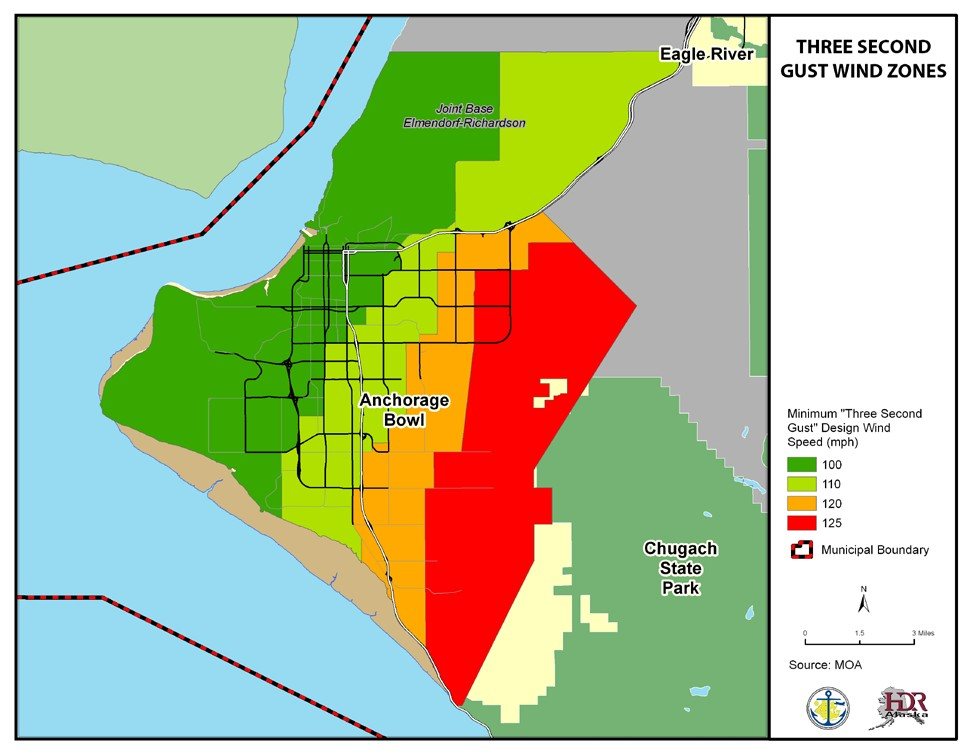 THREE SECOND
GUST WIND ZONES
Eagle River
Joint Base
Elmendorf-Richardson
Anchorage
Bowl
Chugach
State
Park
Minimum "Three Second
Gust" Design Wind
Speed (mph)
100
110
120
125
Municipal Boundary
N
0 1.5 3 Miles
Source: MOA
HDR
Alaska